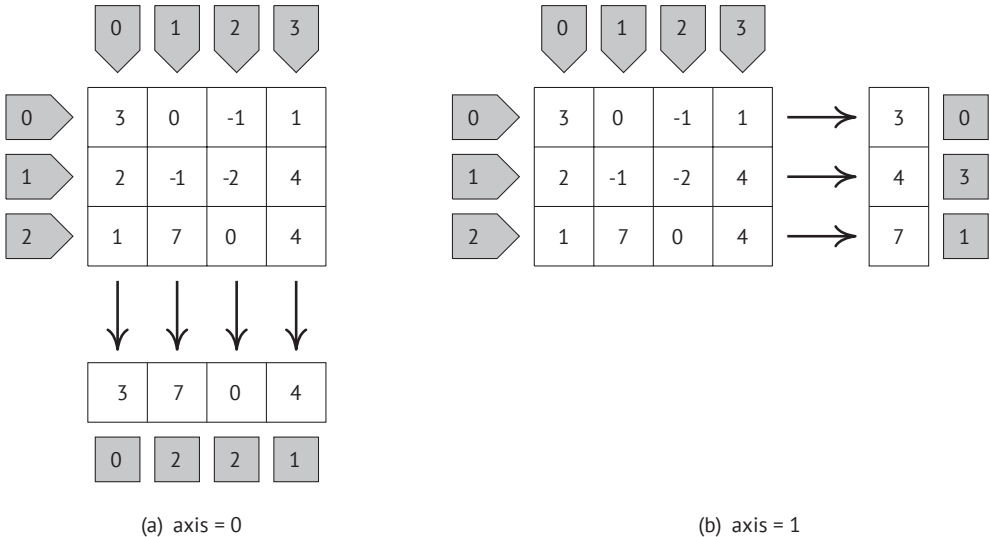 0 1 2 3
0 3 0 -1 1
1 2 -1 -2 4
2 1 7 0 4
3 7 0 4
0 2 2 1
(a) axis = 0
0 1 2 3
0 3 0 -1 1 3 0
1 2 -1 -2 4 4 3
2 1 7 0 4 7 1
(b) axis = 1